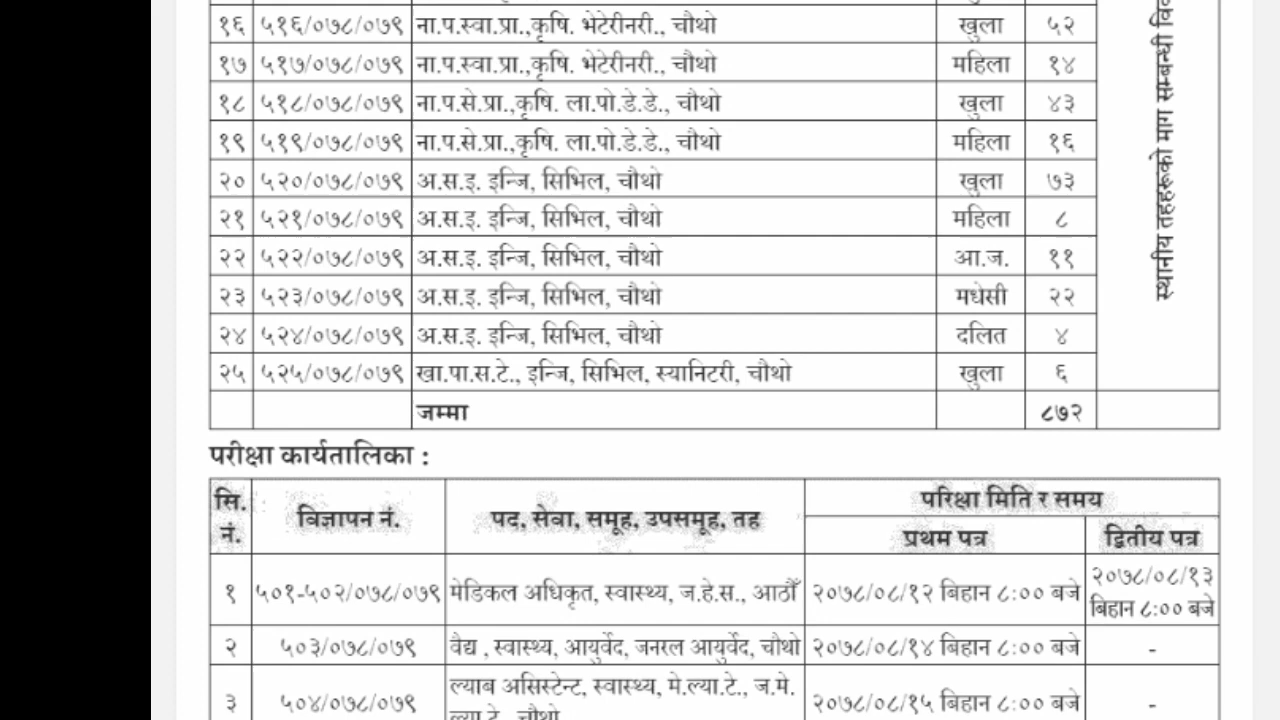 १६ ५१६/०७८/०७९ ना.प.स्वा.प्रा.,कृषि. भेटेरीनरी., चौथो खुला ५२
१७ ५१७/०७८/०७९ ना.प.स्वा.प्रा.,कृषि. भेटेरीनरी., चौथो महिला १४
१८ ५१८/०७८/०७९ ना.प.से.प्रा.,कृषि. ला.पो.डे.डे., चौथो खुला ४३
१९ ५१९/०७८/०७९ ना.प.से.प्रा.,कृषि. ला.पो.डे.डे., चौथो महिला १६
२० ५२०/०७८/०७९ अ.स.इ. इन्जि, सिभिल, चौथो खुला ७३
२१ ५२१/०७८/०७९ अ.स.इ. इन्जि, सिभिल, चौथो महिला ८
२२ ५२२/०७८/०७९ अ.स.इ. इन्जि, सिभिल, चौथो आ.ज. ११
२३ ५२३/०७८/०७९ अ.स.इ. इन्जि, सिभिल, चौथो मधेसी २२
२४ ५२४/०७८/०७९ अ.स.इ. इन्जि, सिभिल, चौथो दलित ४
२५ ५२५/०७८/०७९ खा.पा.स.टे., इन्जि, सिभिल, स्यानिटरी, चौथो खुला ६
जम्मा ८७२
स्थानीय तहहरूको माग सम्बन्धी
परीक्षा कार्यतालिका :
सि. नं. विज्ञापन नं. पद, सेवा, समूह, उपसमूह, तह परिक्षा मिति र समय
प्रथम पत्र द्वितीय पत्र
१ ५०१-५०२/०७८/०७९ मेडिकल अधिकृत, स्वास्थ्य, ज.हे.स., आठौँ २०७८/०८/१२ बिहान ८:०० बजे २०७८/०८/१३
बिहान ८:०० बजे
२ ५०३/०७८/०७९ वैद्य , स्वास्थ्य, आयुर्वेद, जनरल आयुर्वेद, चौथो २०७८/०८/१४ बिहान ८:०० बजे -
३ ५०४/०७८/०७९ ल्याब असिस्टेन्ट, स्वास्थ्य, मे.ल्या.टे., ज.मे. २०७८/०८/१५ बिहान ८:०० बजे -
ल्या.टे., चौथो